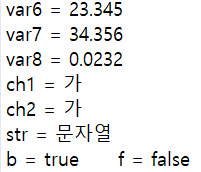 var6 = 23.345
var7 = 34.356
var8 = 0.0232
ch1 = 가
ch2 = 가
str = 문자열
b = true    f = false